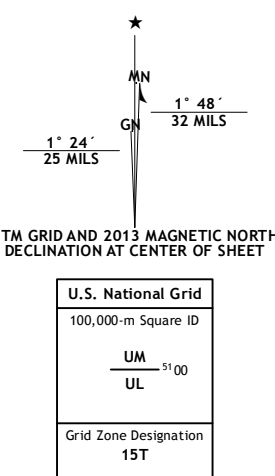 ★
MN
GN
1° 24´
25 MILS
1° 48´
32 MILS
TM GRID AND 2013 MAGNETIC NORTH
DECLINATION AT CENTER OF SHEET
U.S. National Grid
100,000-m Square ID
UM
5100
UL
Grid Zone Designation
15T